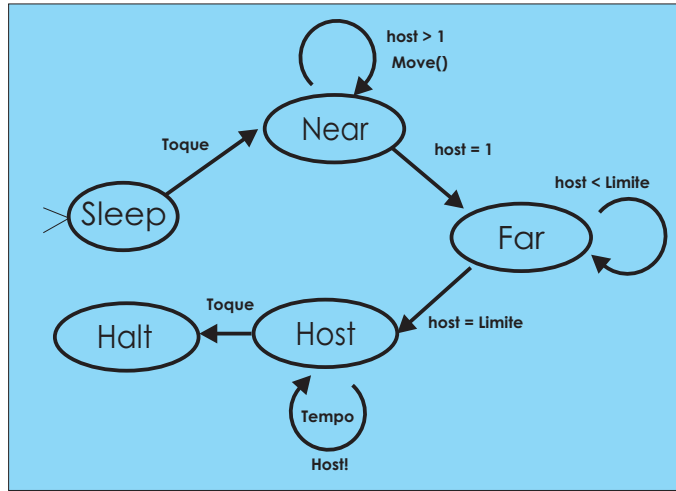 host > 1
Move()
Near
Toque
host = 1
host < Limite
Sleep
Far
Toque
host = Limite
Halt
Host
Tempo
Host!